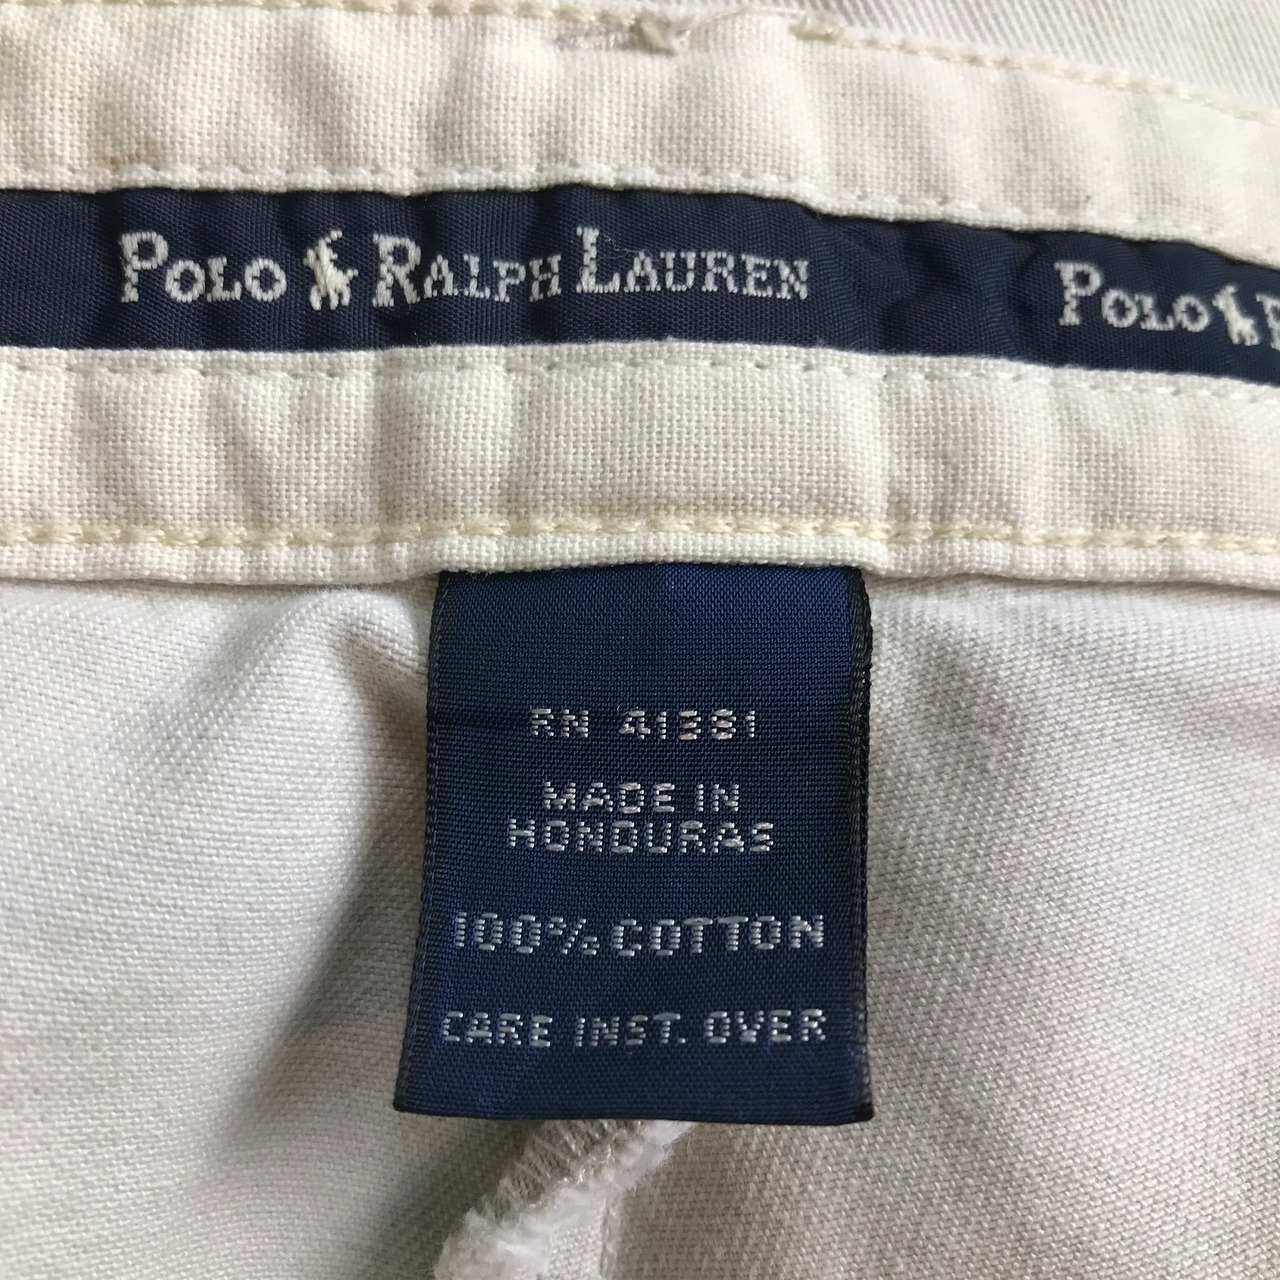 POLO RALPH LAUREN
POLO
RN 41381
MADE IN
HONDURAS
100% COTTON
CARE INST. OVER